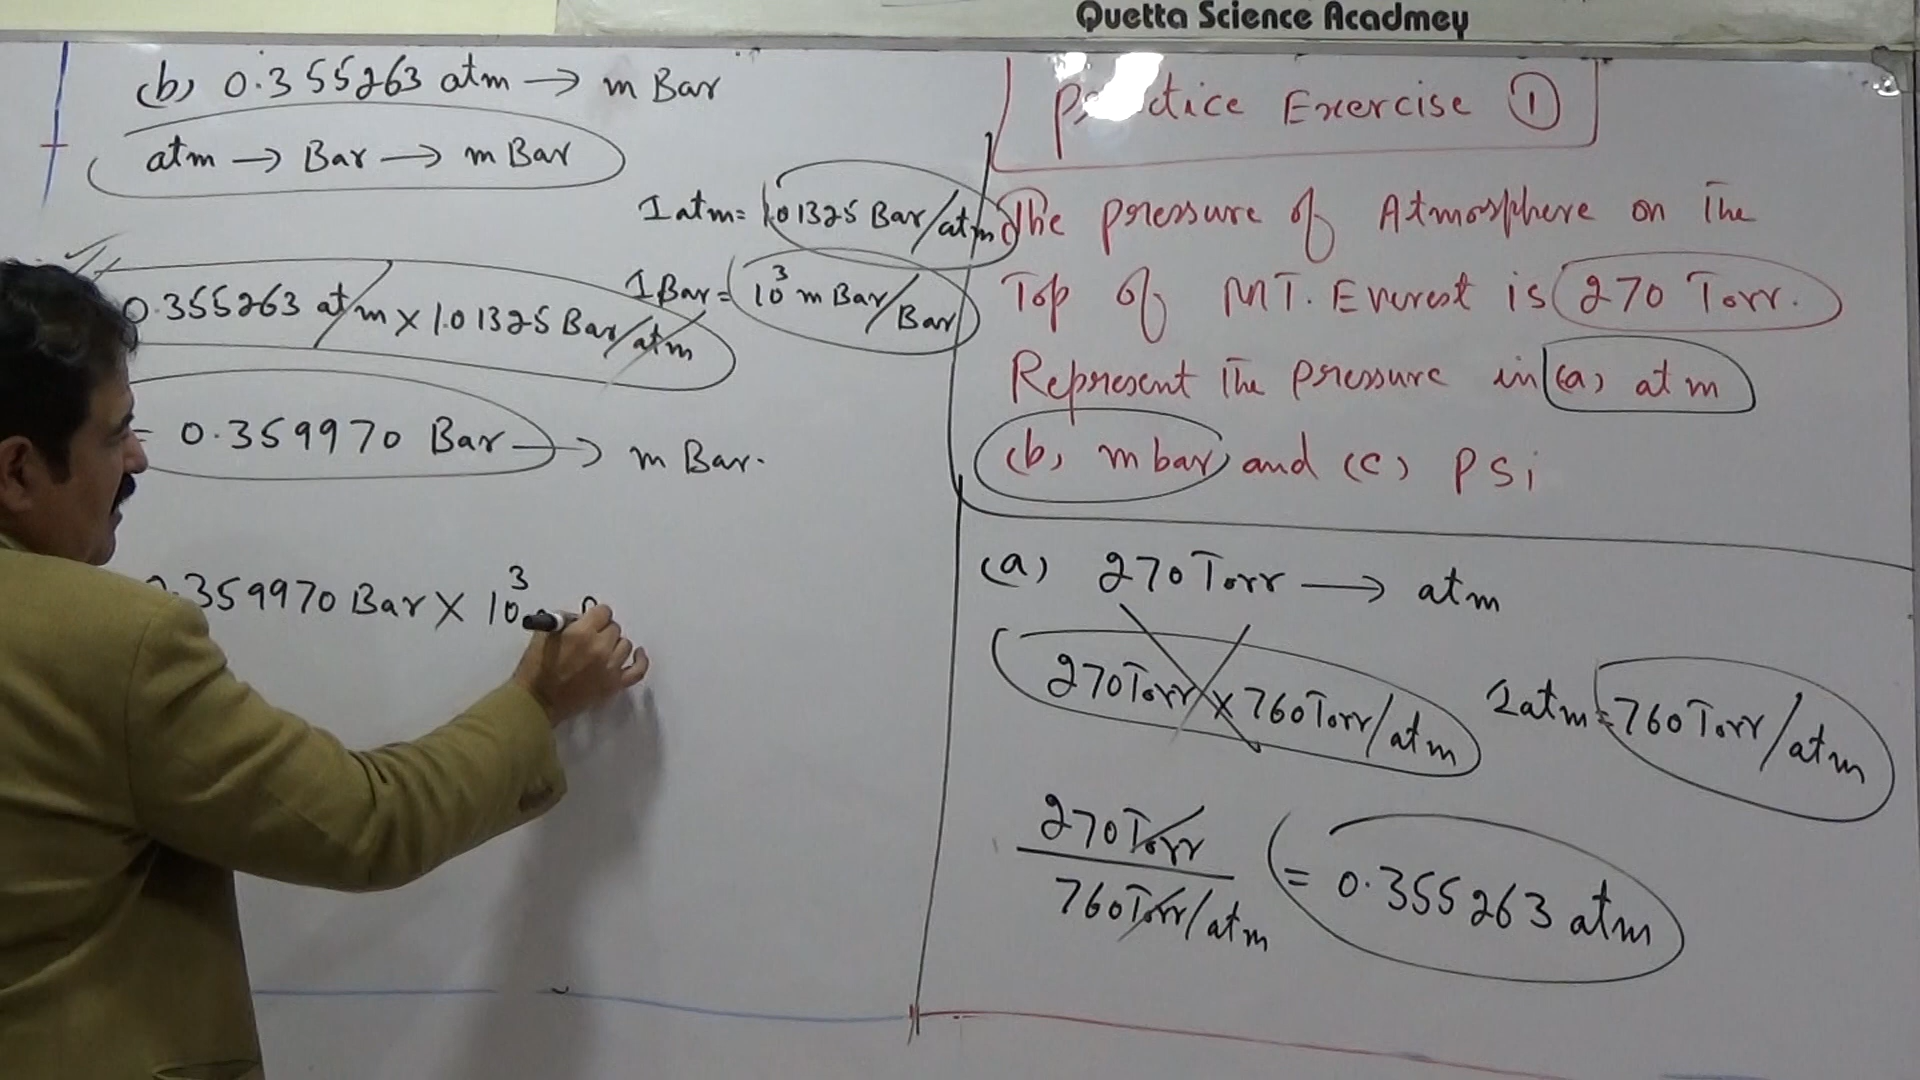 Quetta Science Acadmey
(b) 0.355263 atm → m Bar
atm → Bar → m Bar
1 atm = 1.01325 Bar/atm
1 Bar = 10³ m Bar/Bar
0.355263 atm × 1.01325 Bar/atm
= 0.359970 Bar → m Bar.
.359970 Bar × 10³
Practice Exercise ①
The pressure of Atmosphere on The
Top of MT. Everest is 270 Torr.
Represent The pressure in (a) atm
(b) m bar and (c) PSi
(a) 270 Torr → atm
270 Torr × 760 Torr/atm
1 atm = 760 Torr/atm
270 Torr
760 Torr/atm
= 0.355263 atm